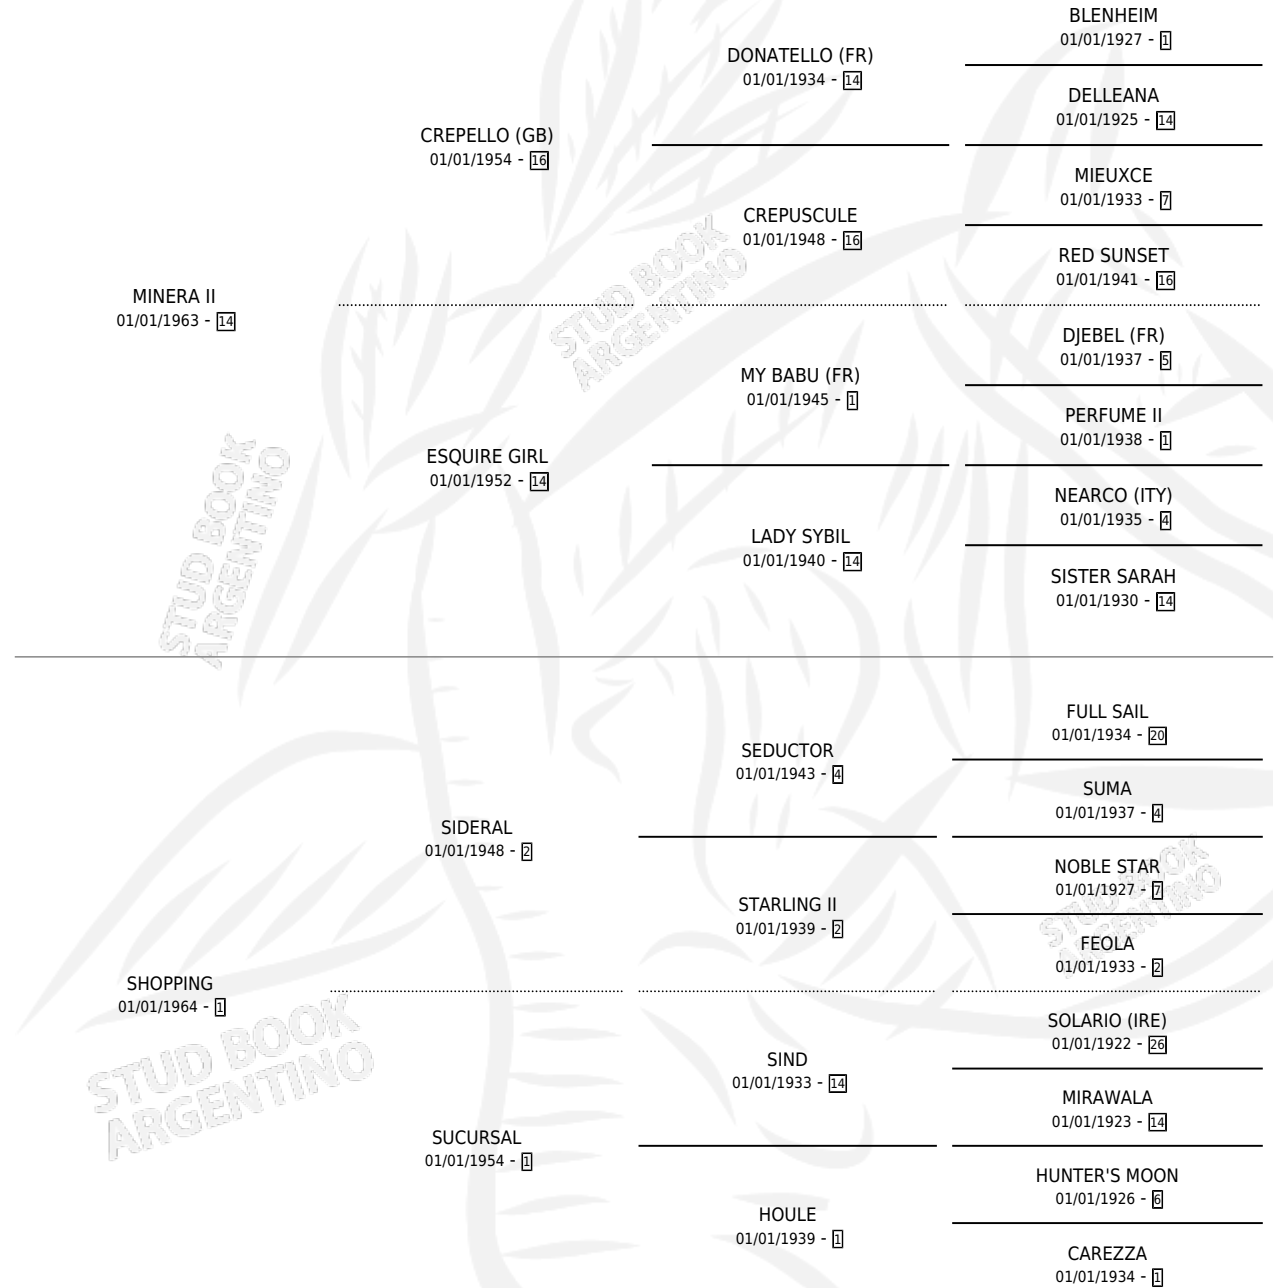 BLENHEIM
01/01/1927 - 1
DONATELLO (FR)
01/01/1934 - 14
DELLEANA
01/01/1925 - 14
CREPELLO (GB)
01/01/1954 - 16
MIEUXCE
01/01/1933 - 7
CREPUSCULE
01/01/1948 - 16
RED SUNSET
01/01/1941 - 16
MINERA II
01/01/1963 - 14
DJEBEL (FR)
01/01/1937 - 5
MY BABU (FR)
01/01/1945 - 1
PERFUME II
01/01/1938 - 1
ESQUIRE GIRL
01/01/1952 - 14
NEARCO (ITY)
01/01/1935 - 4
LADY SYBIL
01/01/1940 - 14
SISTER SARAH
01/01/1930 - 14
STUD BOOK
ARGENTINO
STUD BOOK
ARGENTINO
FULL SAIL
01/01/1934 - 20
SEDUCTOR
01/01/1943 - 4
SUMA
01/01/1937 - 4
SIDERAL
01/01/1948 - 2
NOBLE STAR
01/01/1927 - 7
STARLING II
01/01/1939 - 2
FEOLA
01/01/1933 - 2
SHOPPING
01/01/1964 - 1
SOLARIO (IRE)
01/01/1922 - 26
SIND
01/01/1933 - 14
MIRAWALA
01/01/1923 - 14
SUCURSAL
01/01/1954 - 1
HUNTER'S MOON
01/01/1926 - 6
HOULE
01/01/1939 - 1
CAREZZA
01/01/1934 - 1
STUD BOOK
ARGENTINO
STUD BOOK
ARGENTINO